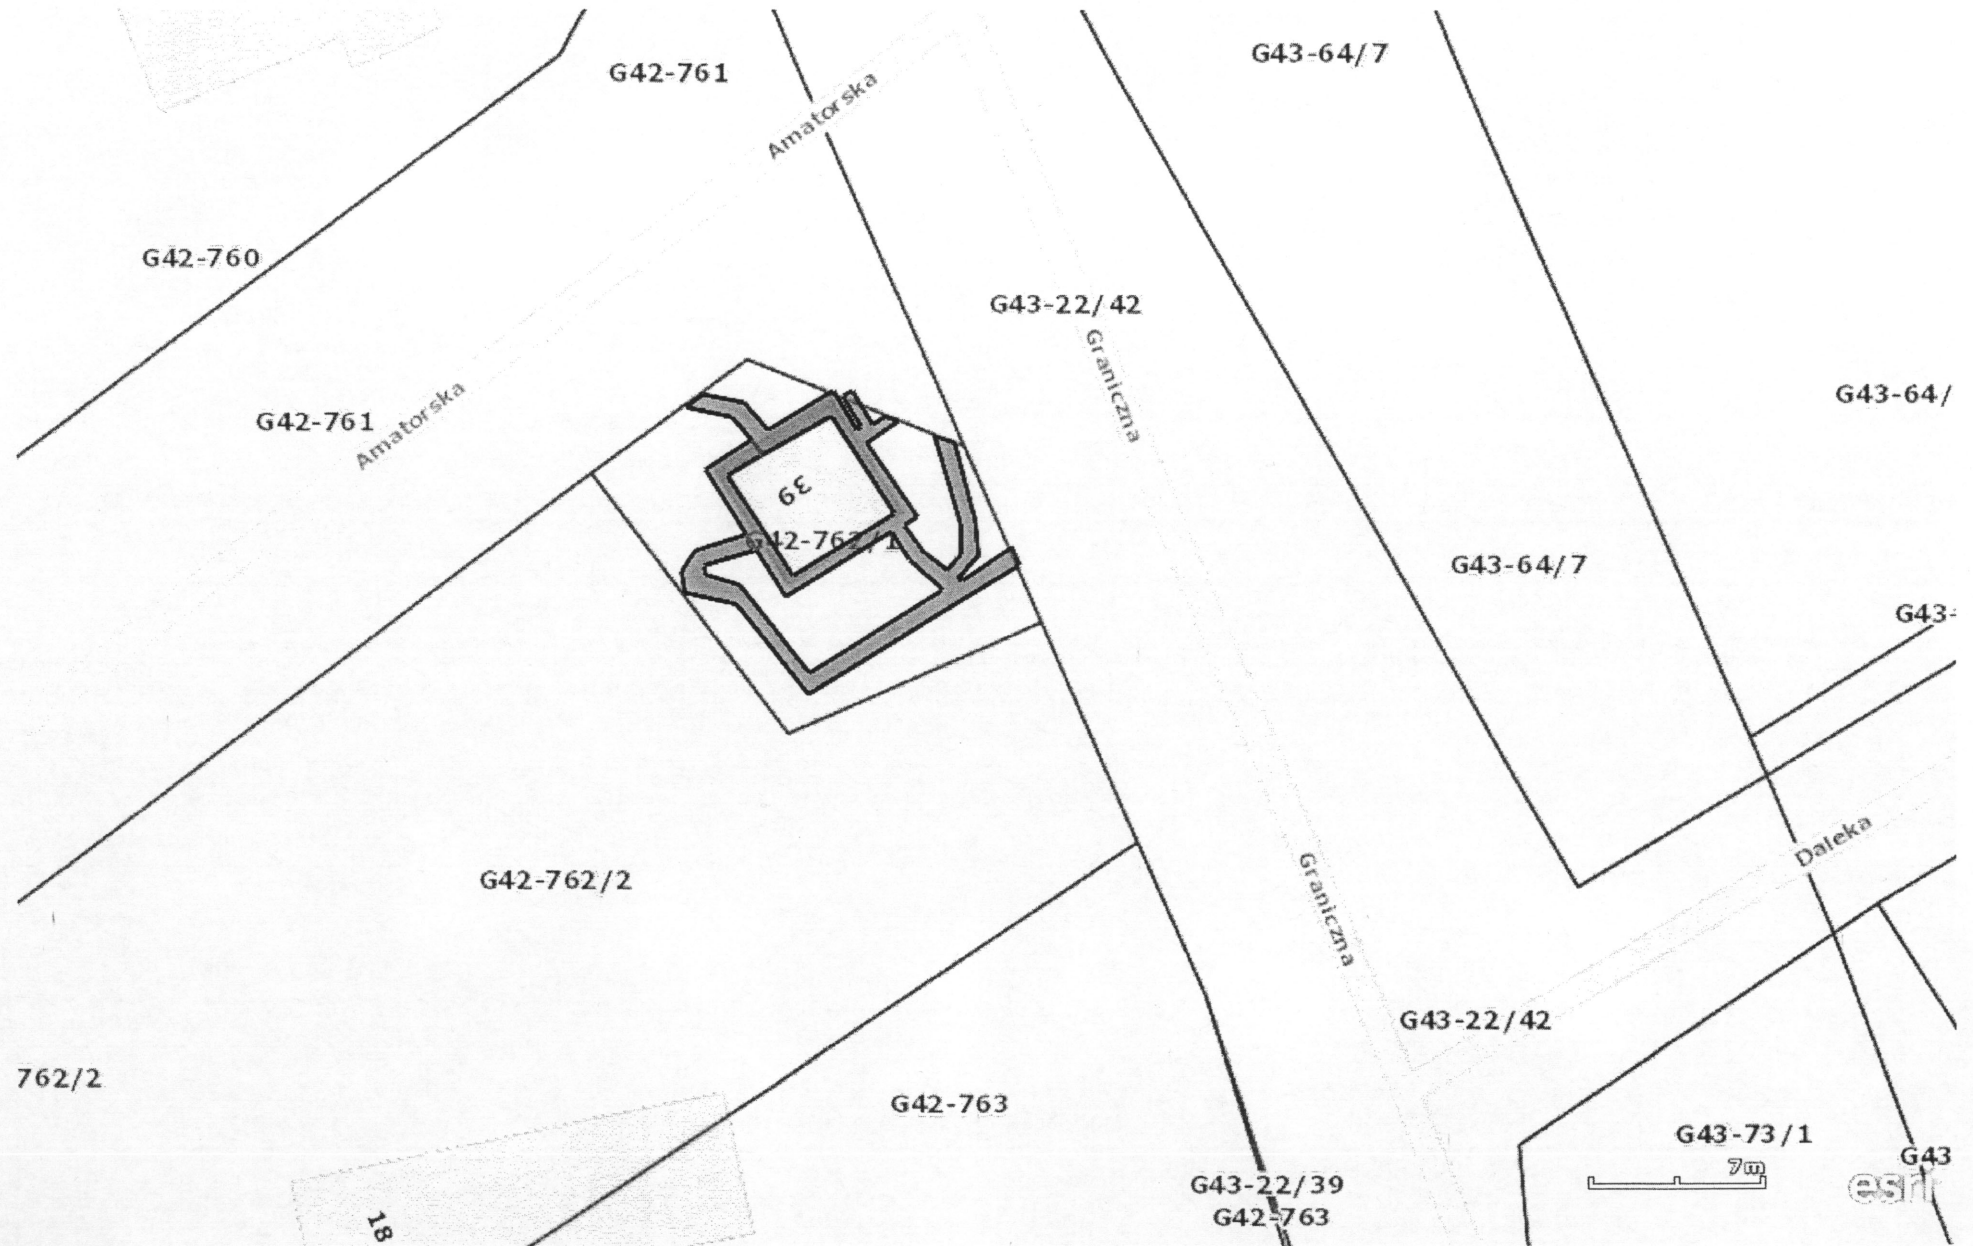 G43-64/7
G42-761
Amatorska
G42-760
G43-22/42
Graniczna
G43-64/
G42-761
Amatorska
39
G42-762/1
G43-64/7
G43-
Daleka
G42-762/2
Graniczna
G43-22/42
762/2
G42-763
G43-73/1
G43
7m
esri
G43-22/39
G42-763
18